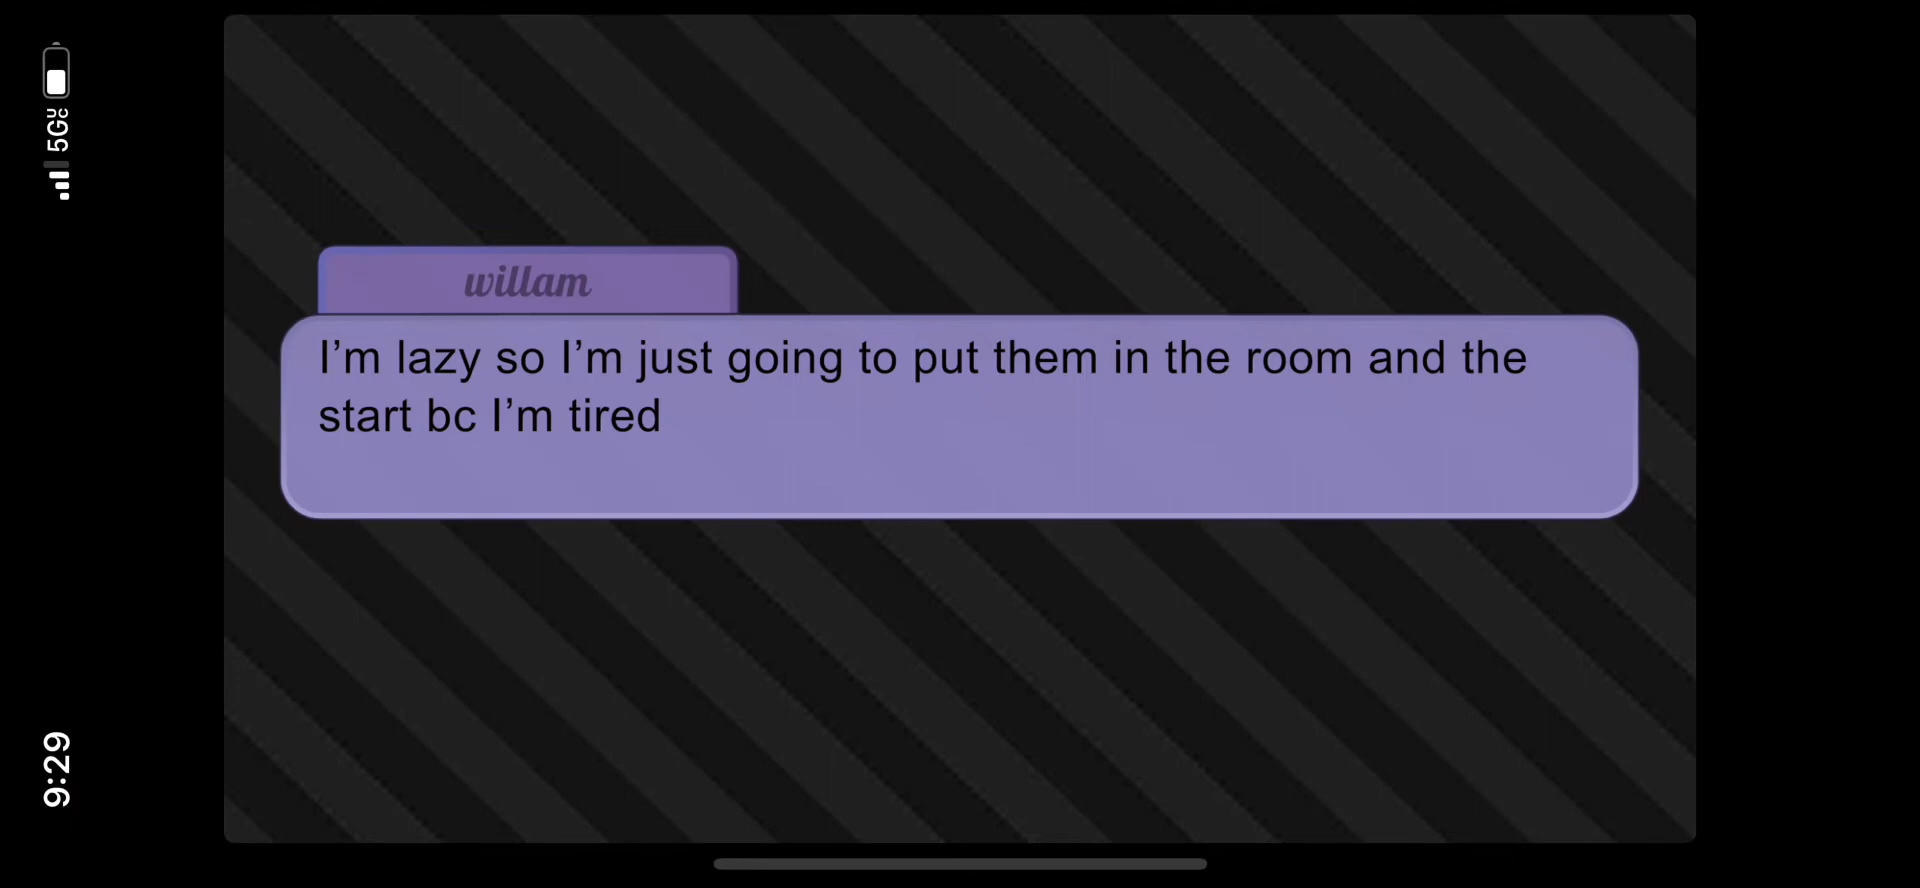 5G
9:29
willam
I’m lazy so I’m just going to put them in the room and the
start bc I’m tired